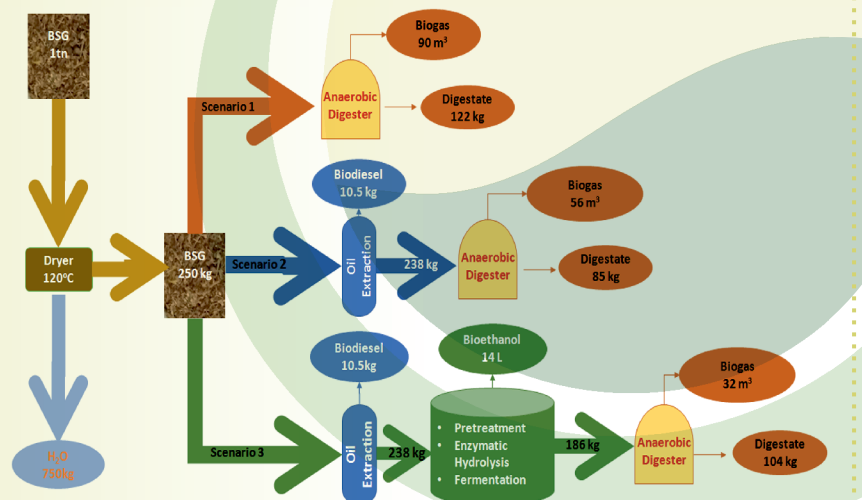 BSG
1tn.
Dryer
120°C
H₂O
750kg
BSG
250 kg
Scenario 1
Anaerobic
Digester
Biogas
90 m³
Digestate
122 kg
Scenario 2
Biodiesel
10.5 kg
Oil
Extraction
238 kg
Anaerobic
Digester
Biogas
56 m³
Digestate
85 kg
Scenario 3
Biodiesel
10.5kg
Oil
Extraction
238 kg
Bioethanol
14 L
• Pretreatment
• Enzymatic
Hydrolysis
• Fermentation
186 kg
Anaerobic
Digester
Biogas
32 m³
Digestate
104 kg